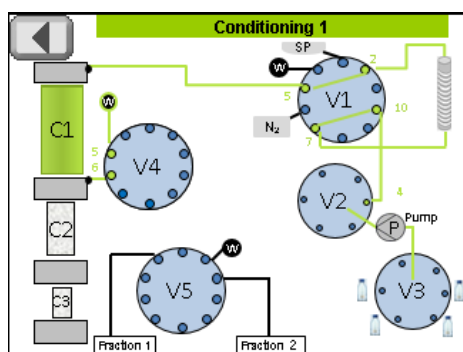 Conditioning 1
SP
2
W
5
V1
10
C1
W
N₂
7
5
V4
6
V2
4
Pump
P
C2
W
V5
V3
C3
Fraction 1
Fraction 2